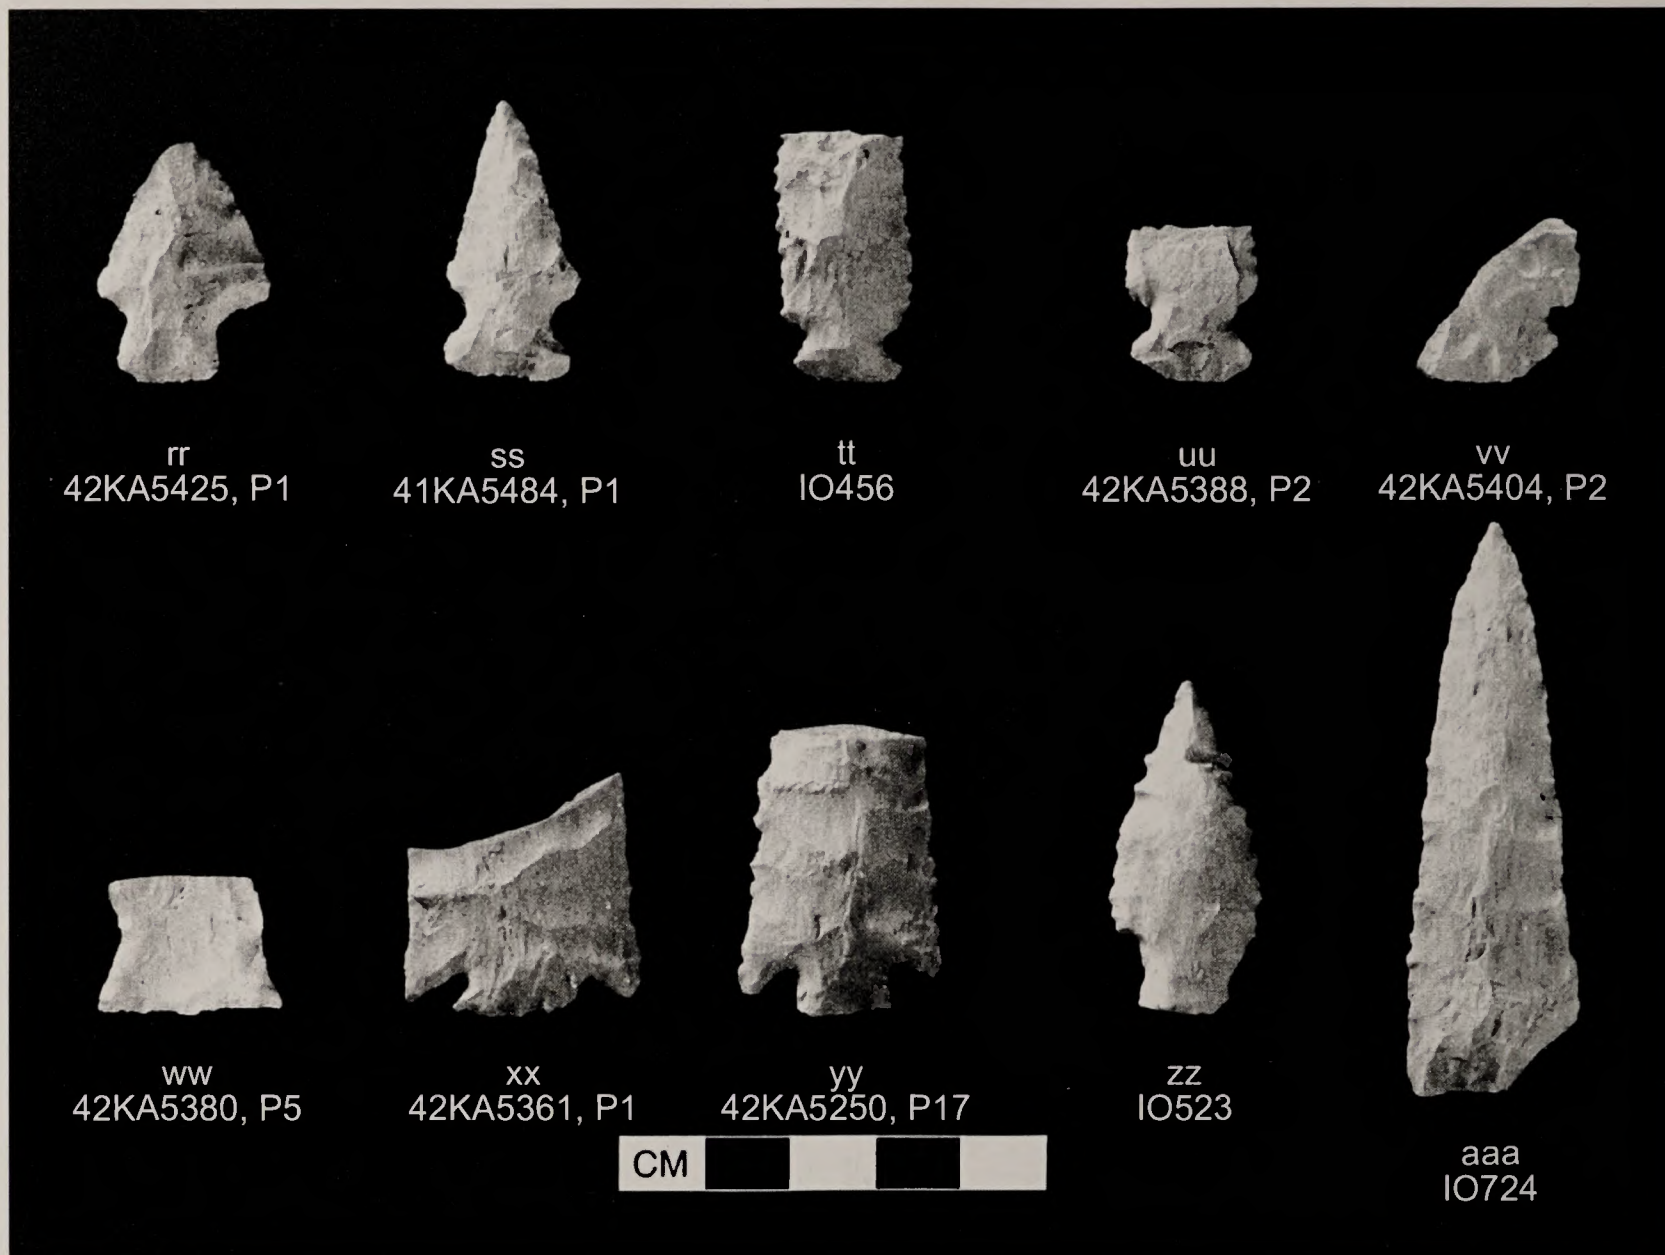 rr
42KA5425, P1
ss
41KA5484, P1
tt
IO456
uu
42KA5388, P2
vv
42KA5404, P2
ww
42KA5380, P5
xx
42KA5361, P1
yy
42KA5250, P17
zz
IO523
aaa
IO724
CM